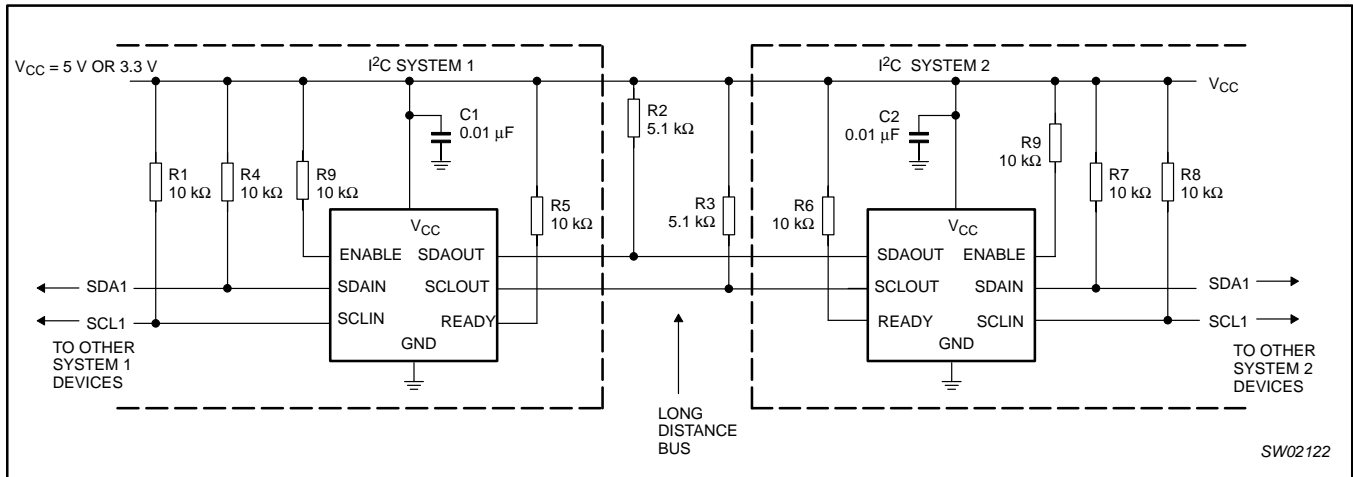 V_CC = 5 V OR 3.3 V
I²C SYSTEM 1
I²C SYSTEM 2
V_CC
C1
0.01 µF
R2
5.1 kΩ
C2
0.01 µF
R1
10 kΩ
R4
10 kΩ
R9
10 kΩ
R5
10 kΩ
R3
5.1 kΩ
R6
10 kΩ
R9
10 kΩ
R7
10 kΩ
R8
10 kΩ
V_CC
ENABLE
SDAOUT
SDAIN
SCLOUT
SCLIN
READY
GND
V_CC
SDAOUT
ENABLE
SCLOUT
SDAIN
READY
SCLIN
GND
SDA1
SCL1
TO OTHER
SYSTEM 1
DEVICES
SDA1
SCL1
TO OTHER
SYSTEM 2
DEVICES
LONG
DISTANCE
BUS
SW02122